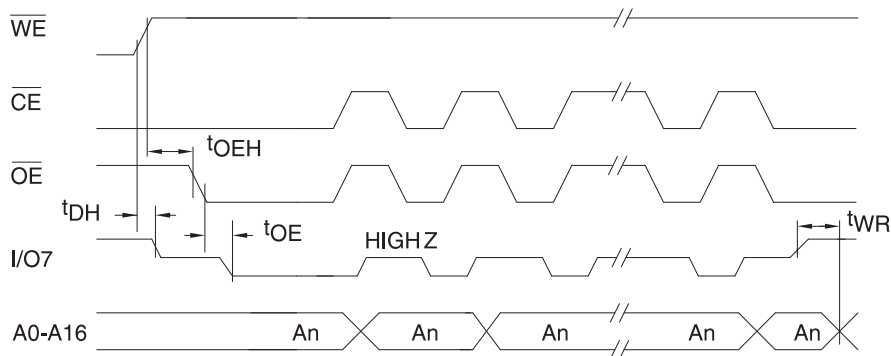 WE
CE
tOEH
OE
tDH
tOE
tWR
HIGH Z
I/O7
A0-A16 An An An An An